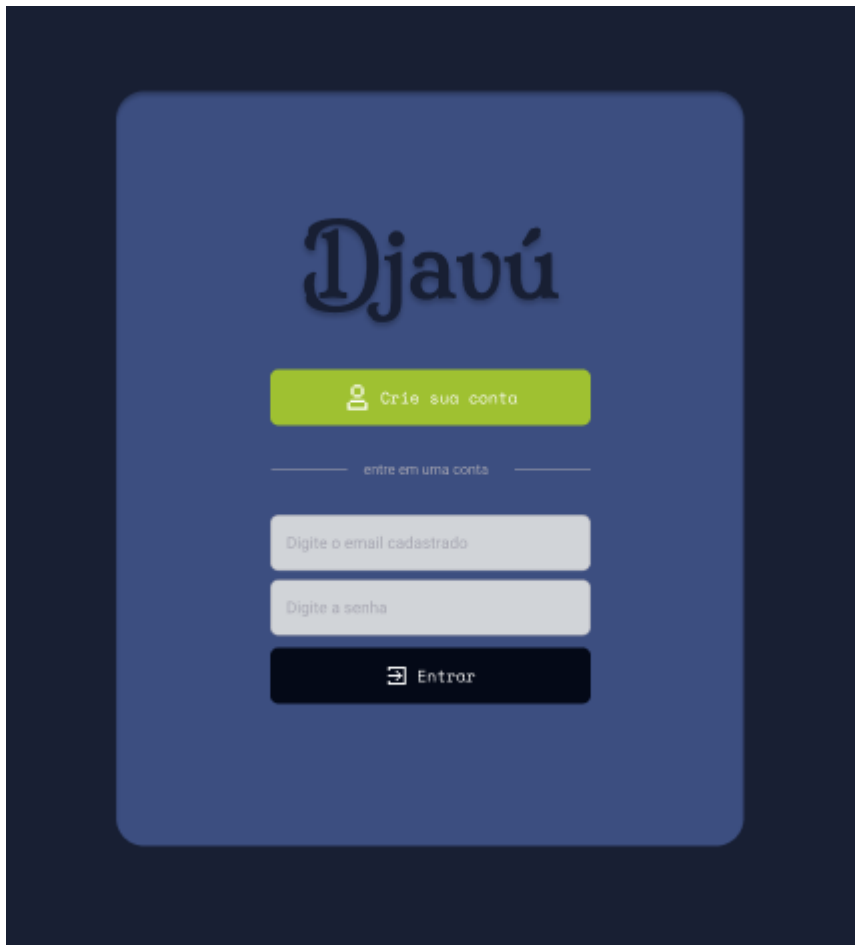 Djavú
Crie sua conta
entre em uma conta
Digite o email cadastrado
Digite a senha
Entrar